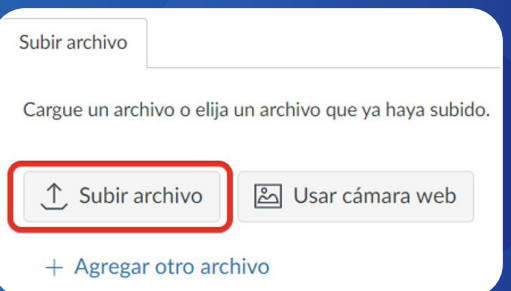 Subir archivo
Cargue un archivo o elija un archivo que ya haya subido.
Subir archivo Usar cámara web
+ Agregar otro archivo